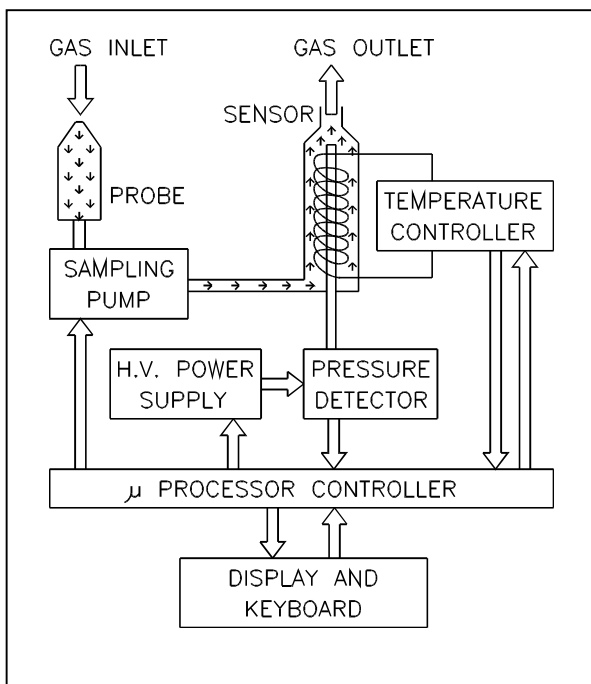 GAS INLET
GAS OUTLET
SENSOR
PROBE
TEMPERATURE
CONTROLLER
SAMPLING
PUMP
H.V. POWER
SUPPLY
PRESSURE
DETECTOR
μ PROCESSOR CONTROLLER
DISPLAY AND
KEYBOARD